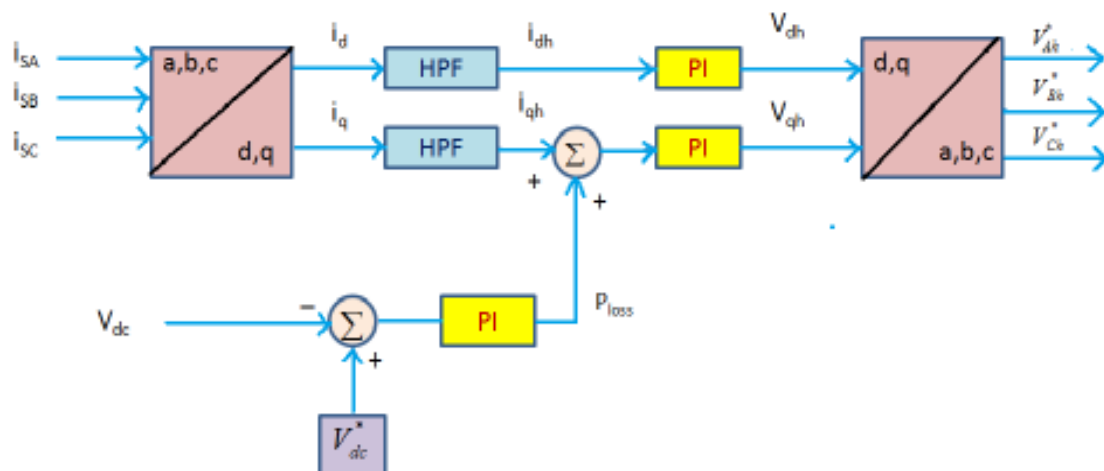 i_SA
i_SB
i_SC
a,b,c
d,q
i_d
i_q
HPF
HPF
i_dh
i_qh
Σ
+
+
PI
PI
V_dh
V_qh
d,q
a,b,c
V*_Ah
V*_Bh
V*_Ch
V_dc
−
Σ
+
PI
P_loss
V*_dc